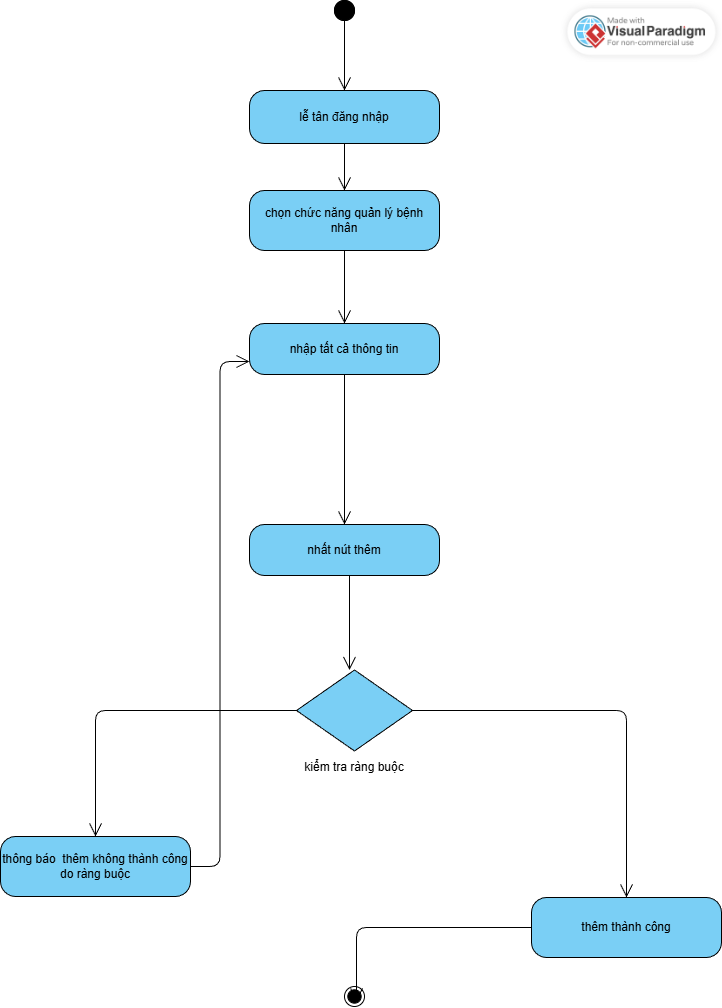 Made with
Visual Paradigm
For non-commercial use
lễ tân đăng nhập
chọn chức năng quản lý bệnh
nhân
nhập tất cả thông tin
nhất nút thêm
kiểm tra ràng buộc
thông báo  thêm không thành công
do ràng buộc
thêm thành công